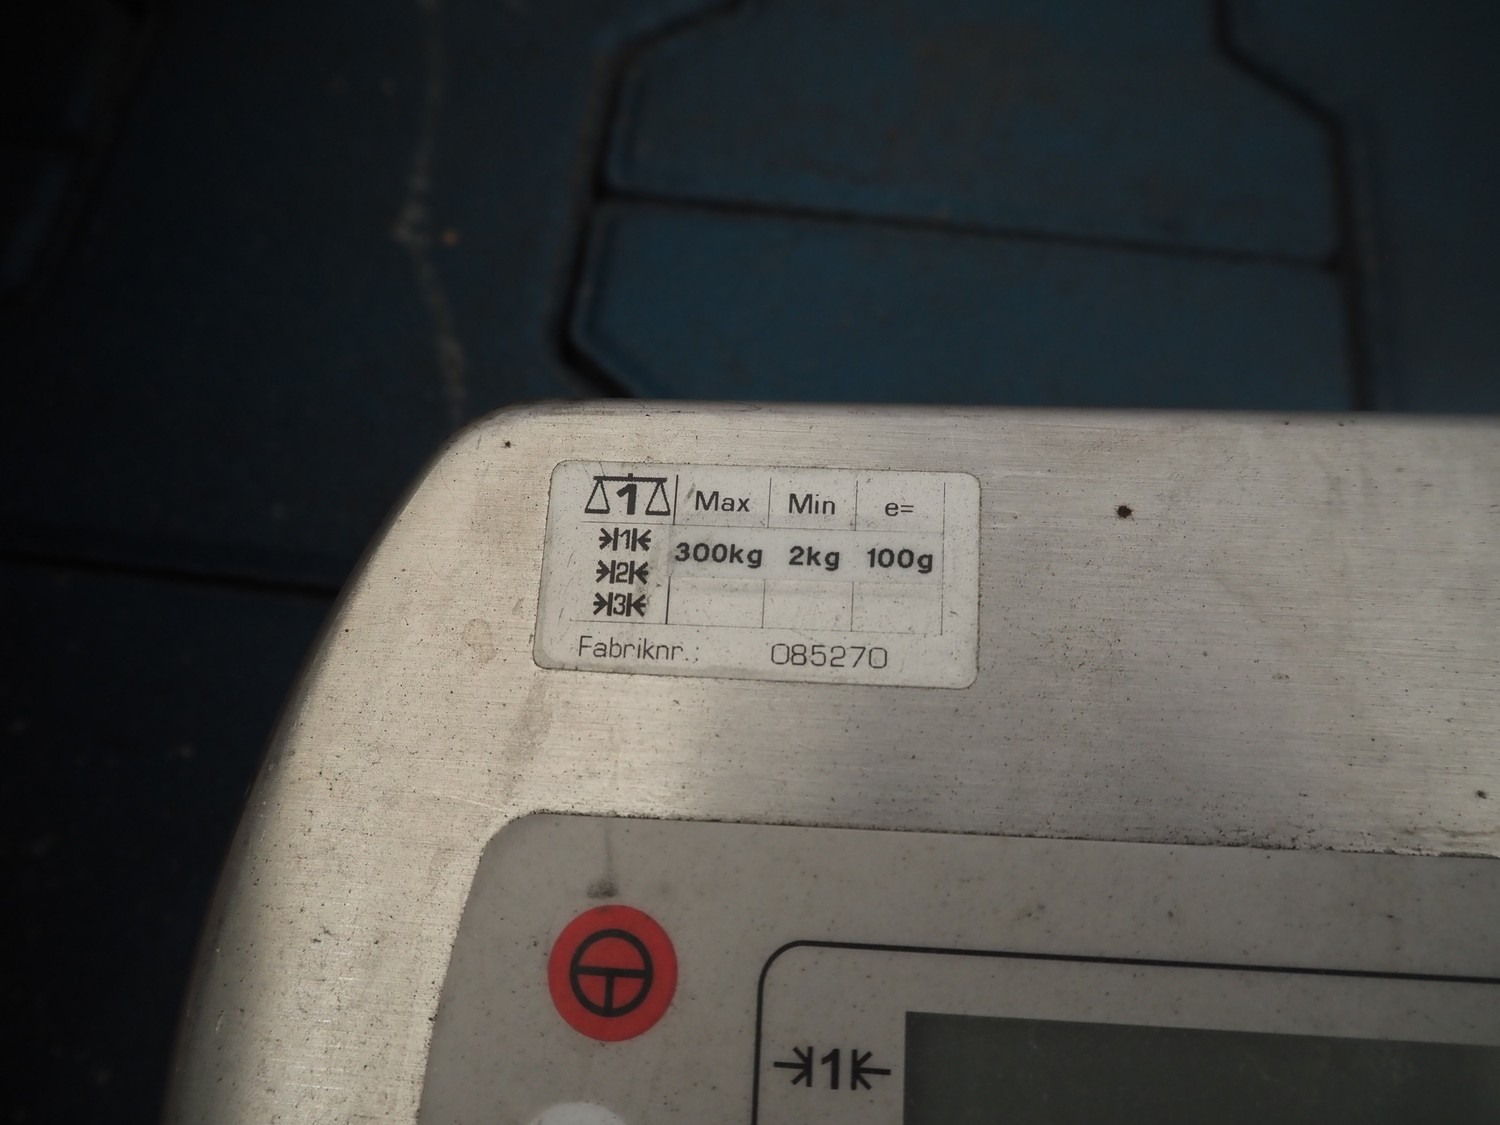 1 Max Min e=
1
300kg 2kg 100g
2
3
Fabriknr.: 085270
1